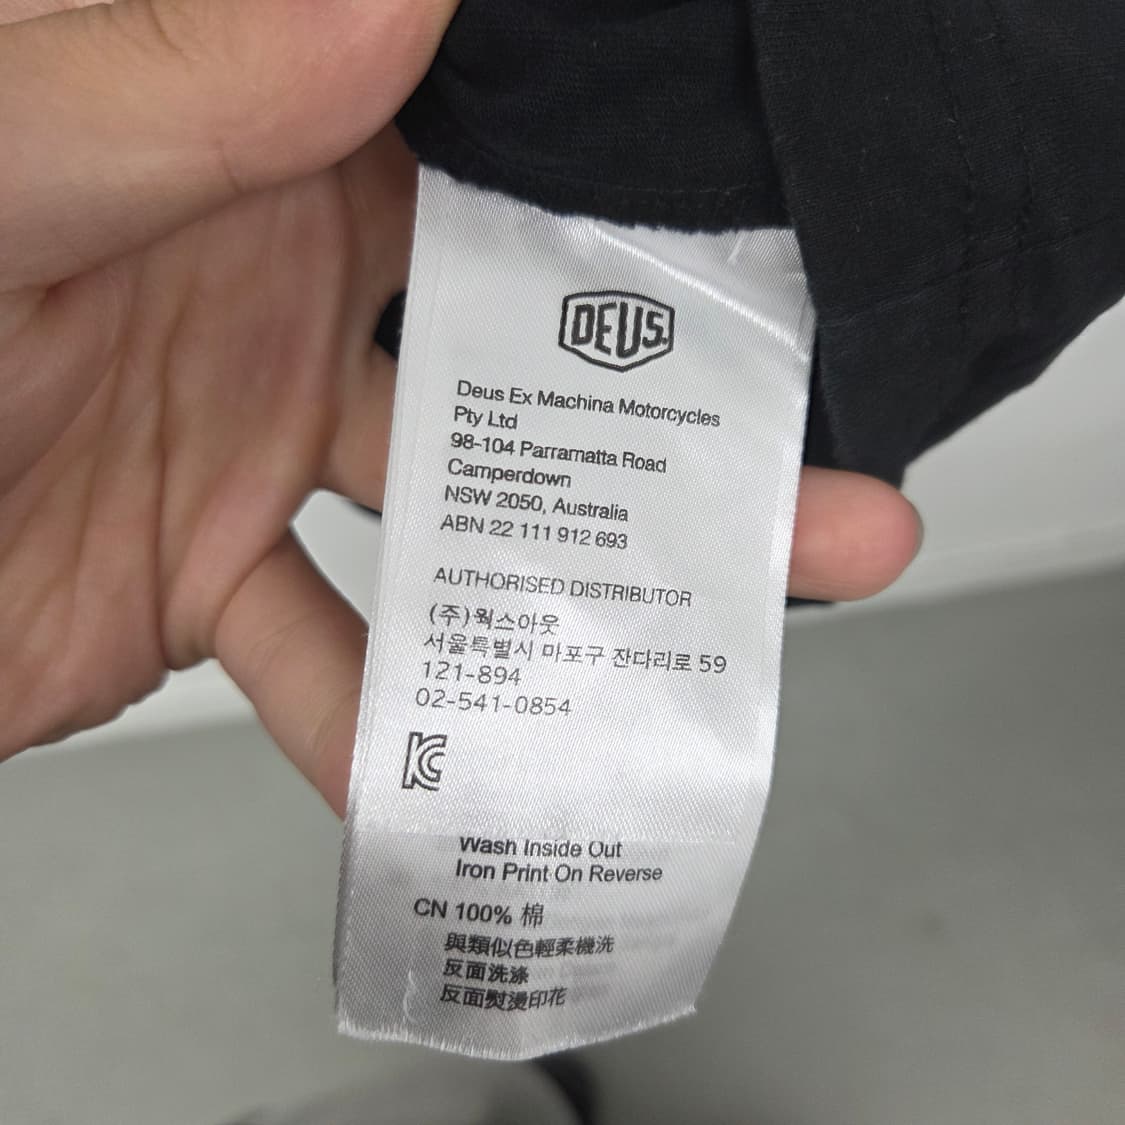 DEUS.
Deus Ex Machina Motorcycles
Pty Ltd
98-104 Parramatta Road
Camperdown
NSW 2050, Australia
ABN 22 111 912 693
AUTHORISED DISTRIBUTOR
(주)웍스아웃
서울특별시 마포구 잔다리로 59
121-894
02-541-0854
KC
Wash Inside Out
Iron Print On Reverse
CN 100% 棉
與類似色輕柔機洗
反面洗滌
反面熨燙印花